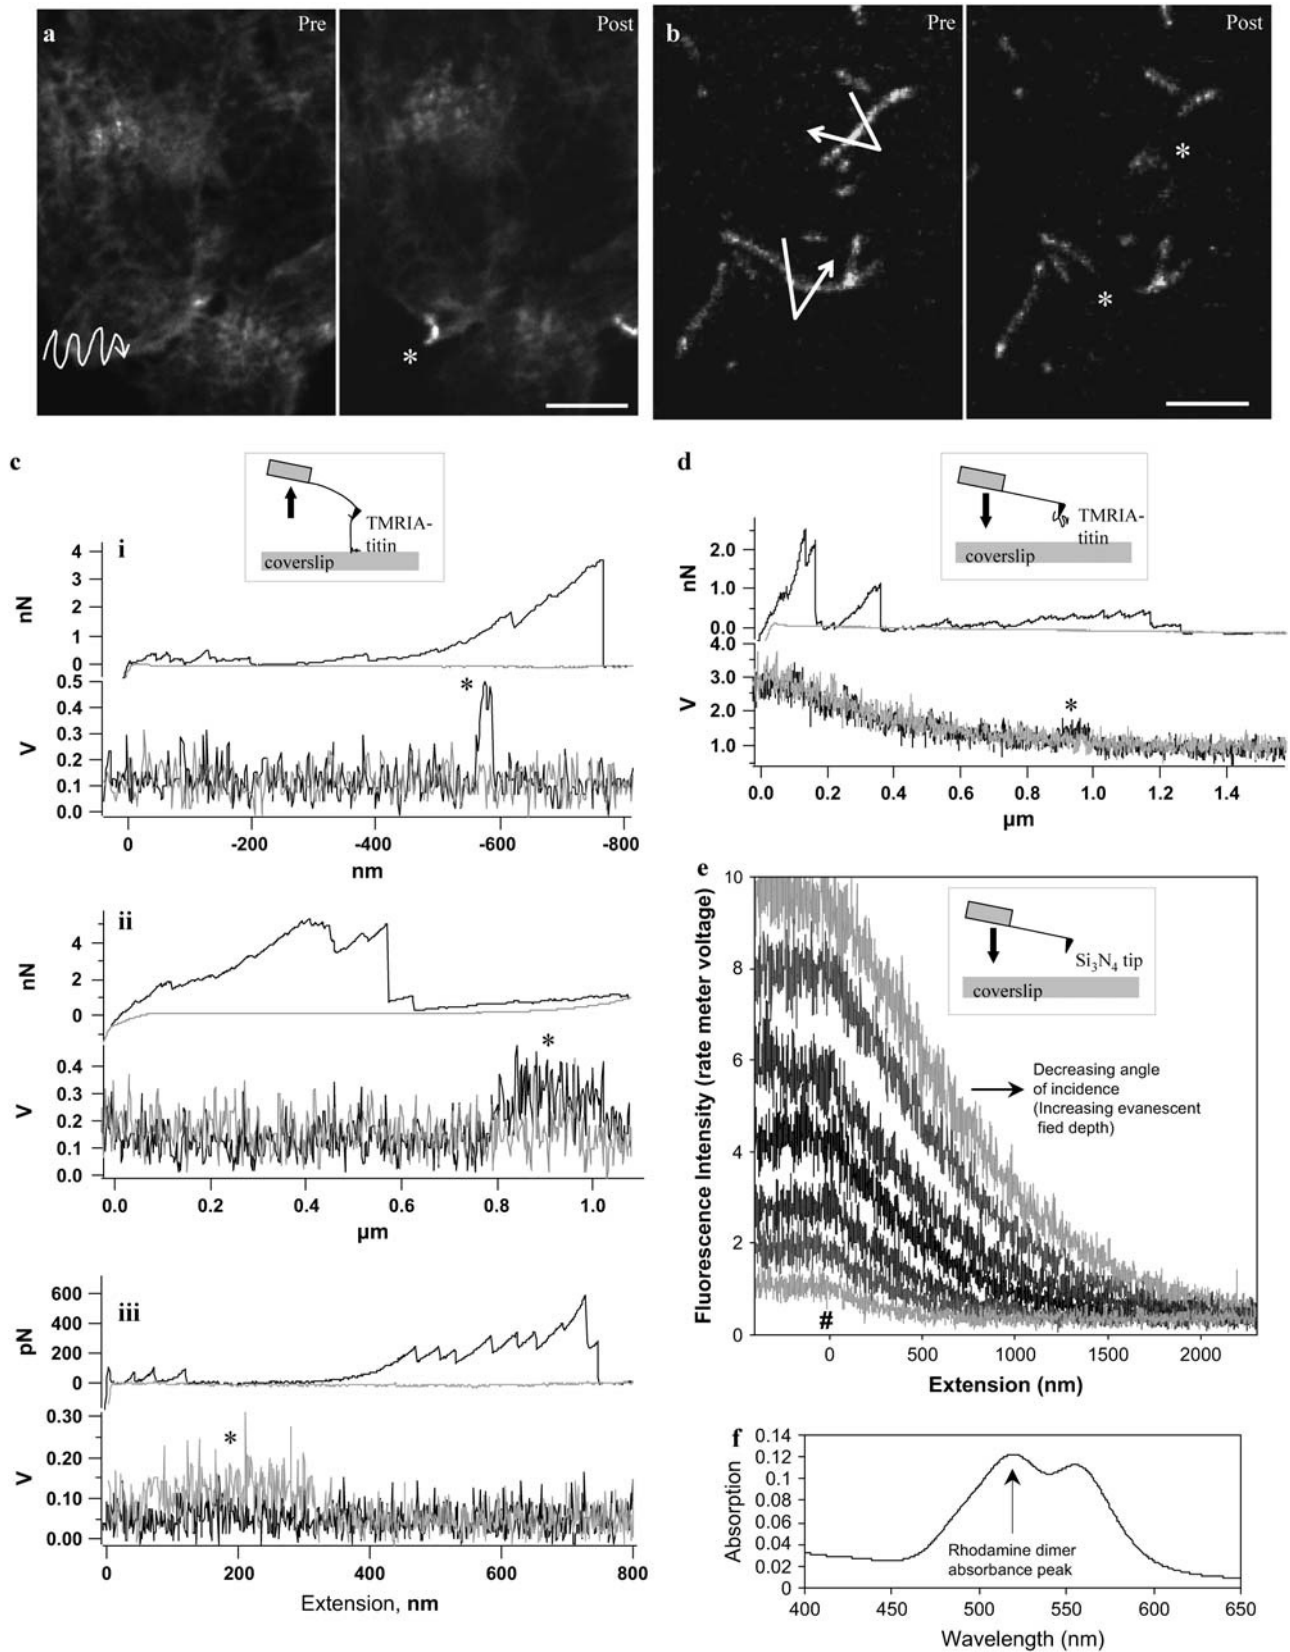 a
Pre
Post
*
b
Pre
Post
*
*
c
i
TMRIA-
titin
coverslip
nN
4
3
2
1
0
*
V
0.5
0.4
0.3
0.2
0.1
0.0
0
-200
-400
-600
-800
nm
ii
nN
4
2
0
*
V
0.4
0.3
0.2
0.1
0.0
0.0
0.2
0.4
0.6
0.8
1.0
µm
iii
pN
600
400
200
0
*
V
0.30
0.20
0.10
0.00
0
200
400
600
800
Extension, nm
d
TMRIA-
titin
coverslip
nN
2.0
1.0
0.0
*
V
4.0
3.0
2.0
1.0
0.0
0.2
0.4
0.6
0.8
1.0
1.2
1.4
µm
e
Fluorescence Intensity (rate meter voltage)
10
8
6
4
2
0
Si3N4 tip
coverslip
Decreasing angle
of incidence
(Increasing evanescent
fied depth)
#
0
500
1000
1500
2000
Extension (nm)
f
Absorption
0.14
0.12
0.1
0.08
0.06
0.04
0.02
0
Rhodamine dimer
absorbance peak
400
450
500
550
600
650
Wavelength (nm)